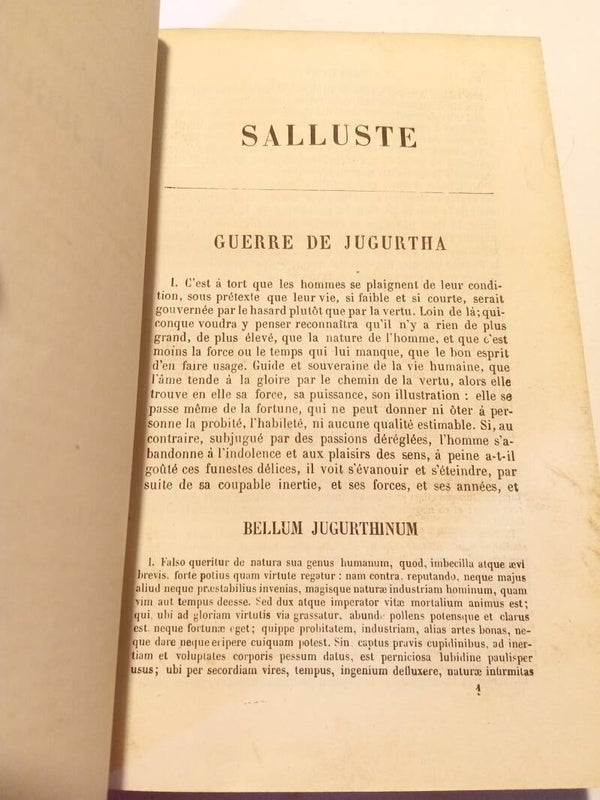 SALLUSTE
GUERRE DE JUGURTHA
I. C'est à tort que les hommes se plaignent de leur condi-
tion, sous prétexte que leur vie, si faible et si courte, serait
gouvernée par le hasard plutôt que par la vertu. Loin de là; qui-
conque voudra y penser reconnaîtra qu'il n'y a rien de plus
grand, de plus élevé, que la nature de l'homme, et que c'est
moins la force ou le temps qui lui manque, que le bon esprit
d'en faire usage. Guide et souveraine de la vie humaine, que
l'âme tende à la gloire par le chemin de la vertu, alors elle
trouve en elle sa force, sa puissance, son illustration : elle se
passe même de la fortune, qui ne peut donner ni ôter à per-
sonne la probité, l'habileté, ni aucune qualité estimable. Si, au
contraire, subjugué par des passions déréglées, l'homme s'a-
bandonne à l'indolence et aux plaisirs des sens, à peine a-t-il
goûté ces funestes délices, il voit s'évanouir et s'éteindre, par
suite de sa coupable inertie, et ses forces, et ses années, et
BELLUM JUGURTHINUM
I. Falso queritur de natura sua genus humanum, quod, imbecilla atque ævi
brevis, forte potius quam virtute regatur : nam contra, reputando, neque majus
aliud neque præstabilius invenias, magisque naturæ industriam hominum, quam
vim aut tempus deesse. Sed dux atque imperator vitæ mortalium animus est;
qui, ubi ad gloriam virtutis via grassatur, abunde pollens potensque et clarus
est, neque fortunæ eget; quippe probitatem, industriam, alias artes bonas, ne-
que dare neque eripere cuiquam potest. Sin captus pravis cupidinibus, ad iner-
tiam et voluptates corporis pessum datus, est perniciosa lubidine paulisper
usus; ubi per secordiam vires, tempus, ingenium defluxere, naturæ infirmitas
1